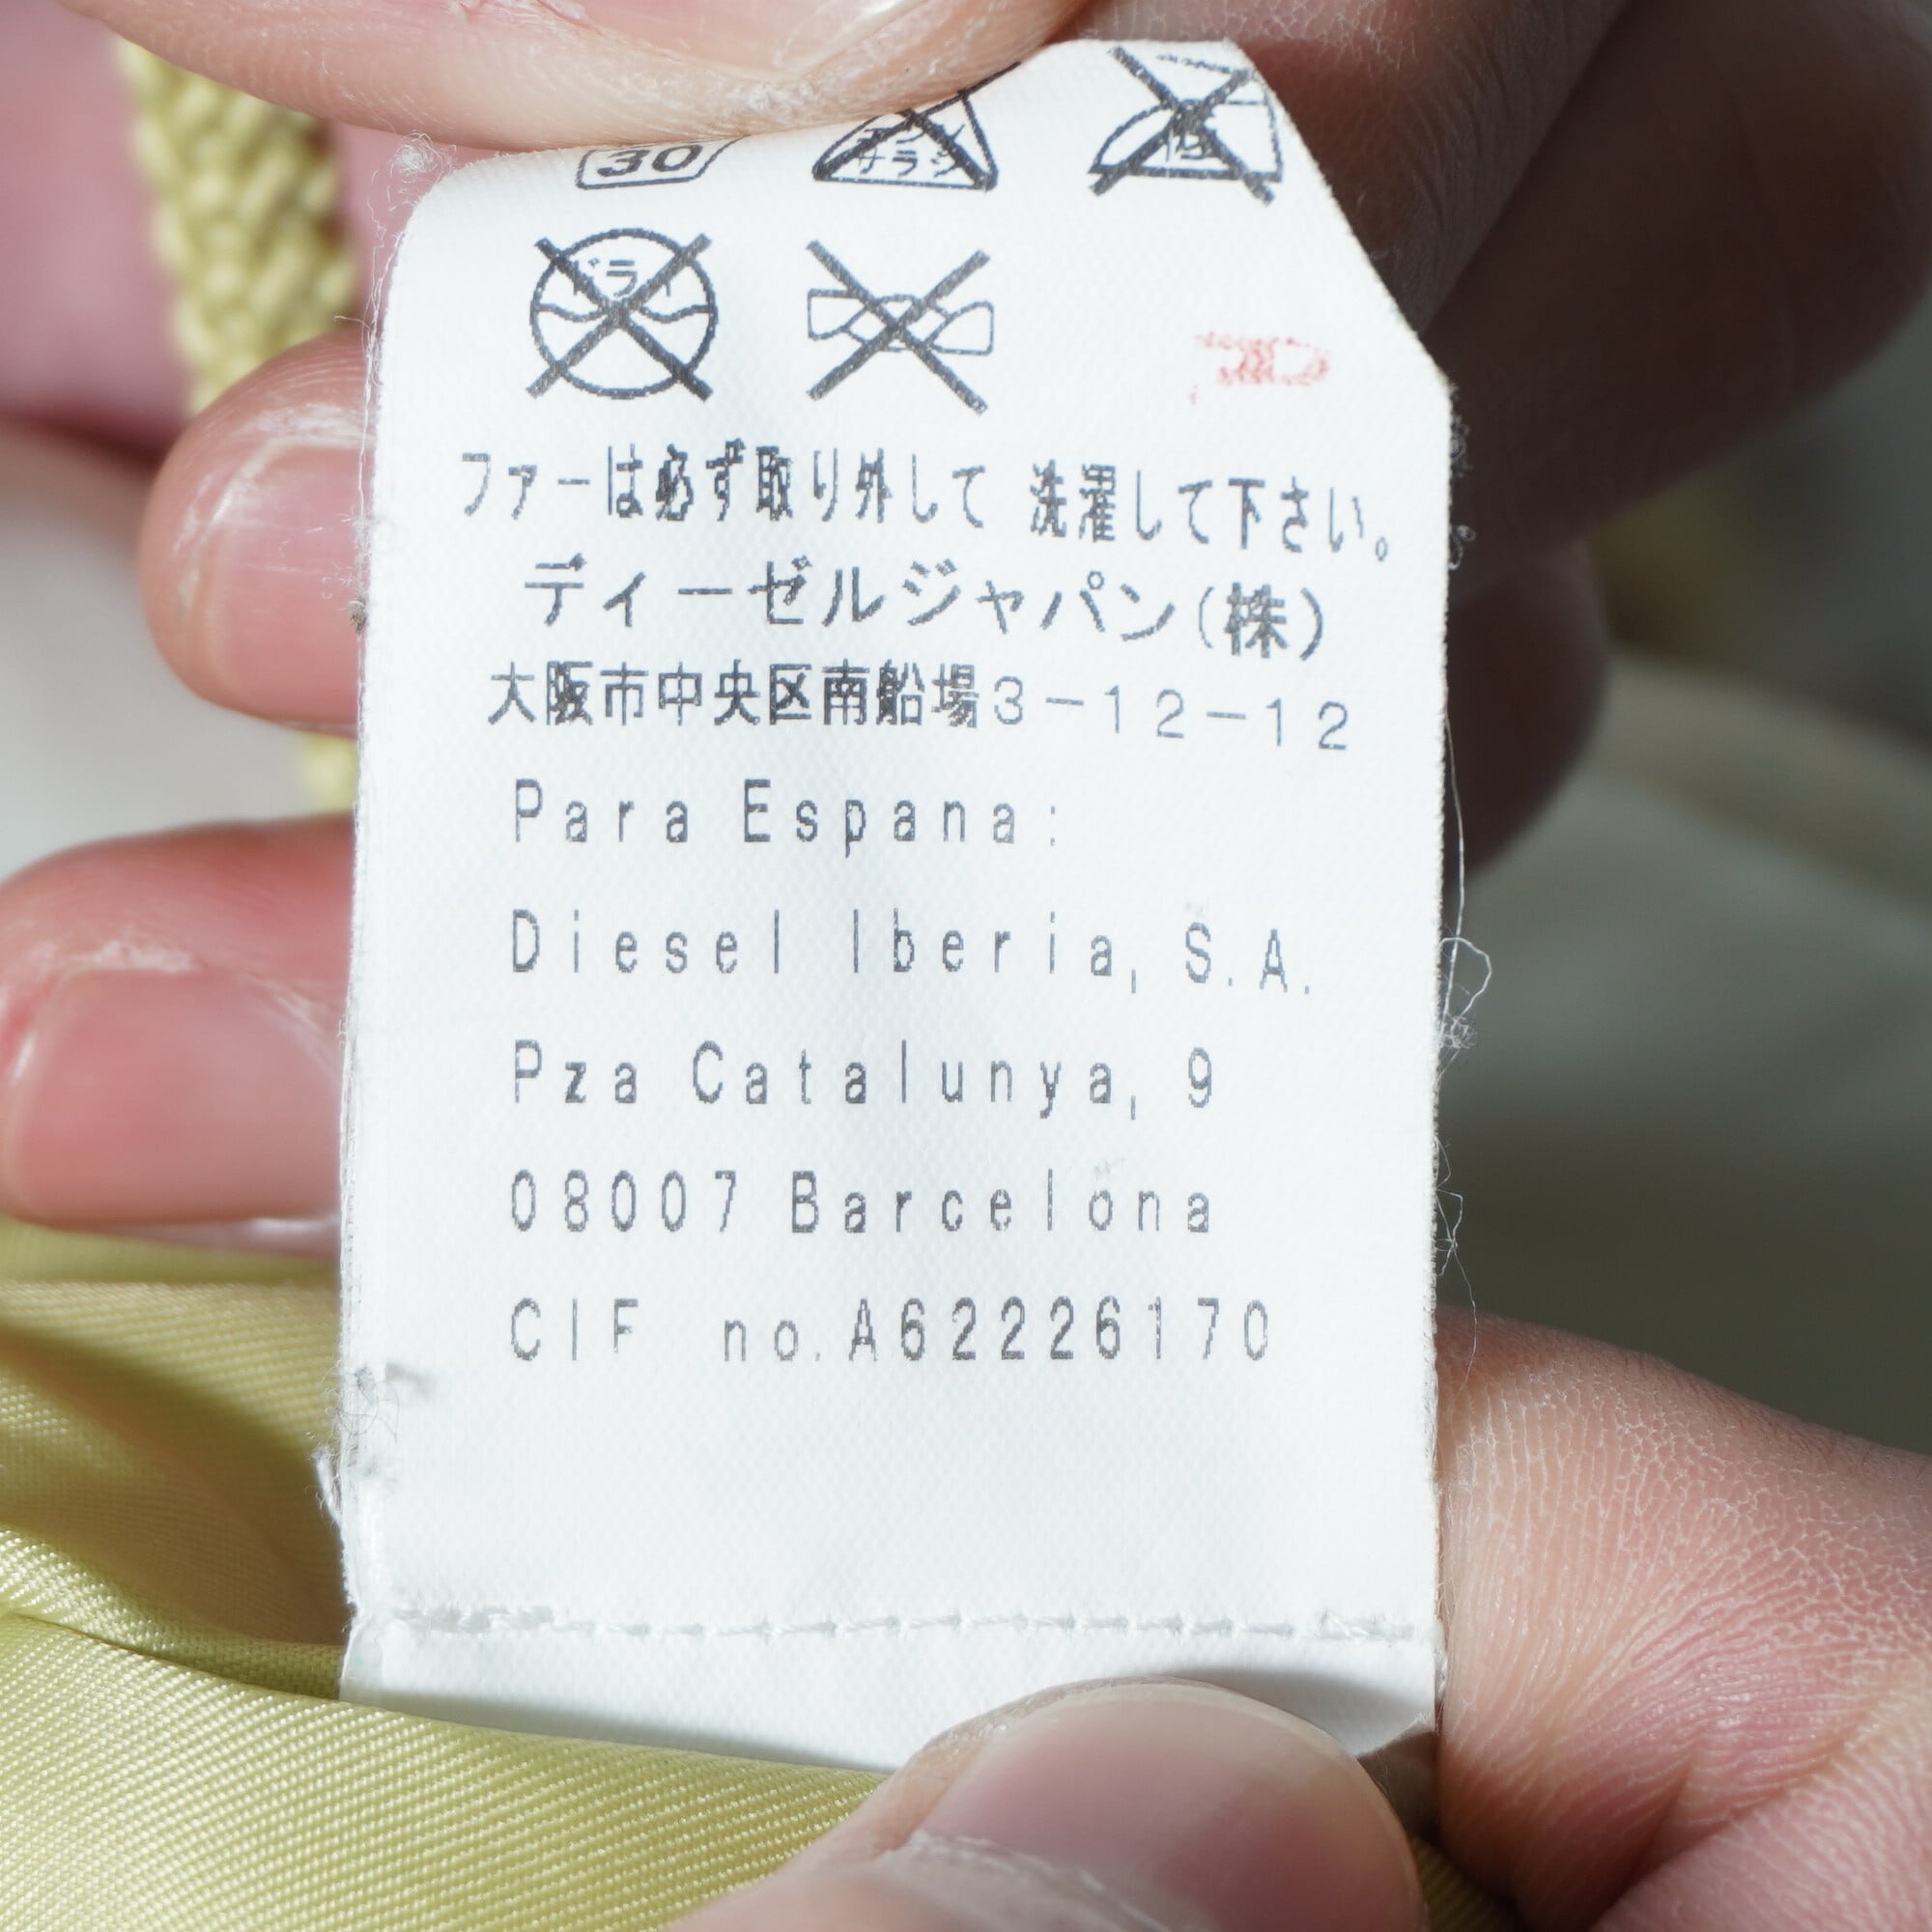 30
ファーは必ず取り外して 洗濯して下さい。
ディーゼルジャパン(株)
大阪市中央区南船場3-12-12
Para Espana:
Diesel Iberia, S.A.
Pza Catalunya, 9
08007 Barcelona
CIF no.A62226170